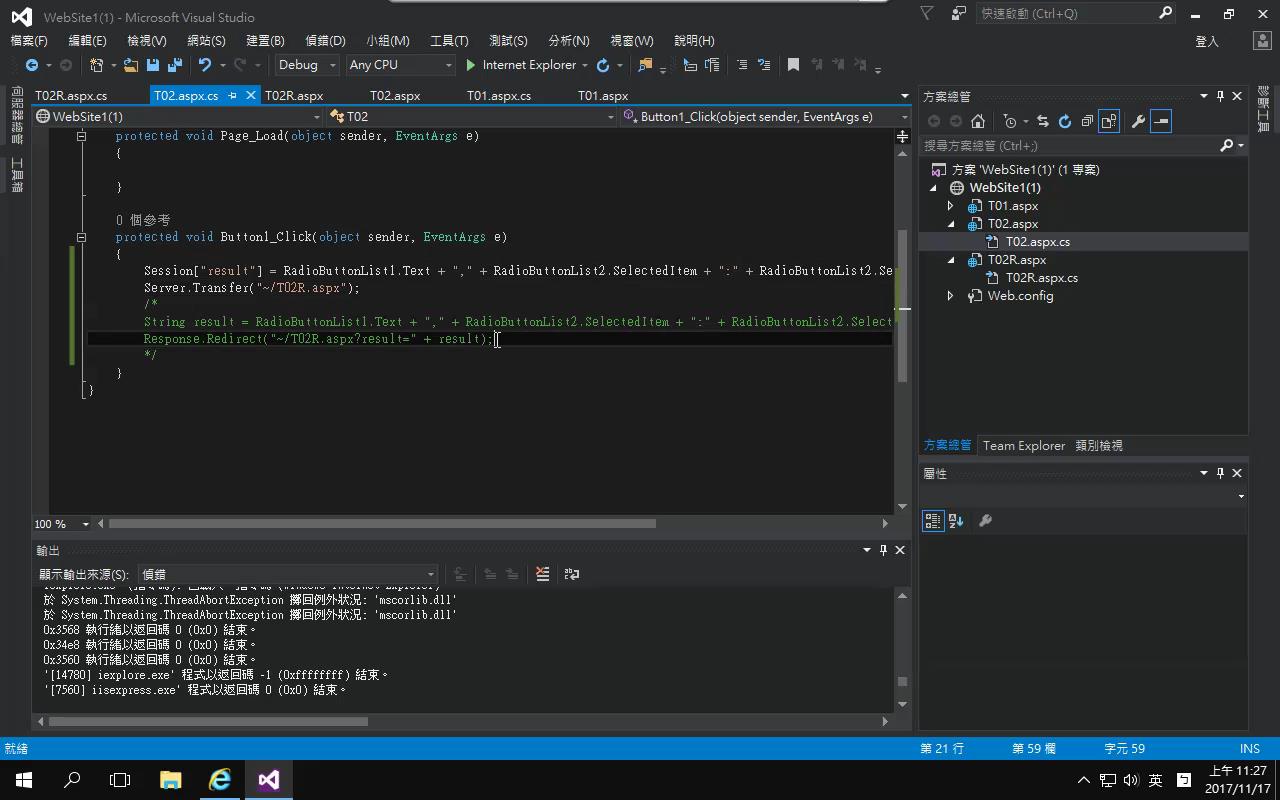 WebSite1(1) - Microsoft Visual Studio
快速啟動 (Ctrl+Q)
檔案(F) 編輯(E) 檢視(V) 網站(S) 建置(B) 偵錯(D) 小組(M) 工具(T) 測試(S) 分析(N) 視窗(W) 說明(H)
登入
Debug Any CPU Internet Explorer
伺服器總管
工具箱
T02R.aspx.cs T02.aspx.cs T02R.aspx T02.aspx T01.aspx.cs T01.aspx
WebSite1(1) T02 Button1_Click(object sender, EventArgs e)
protected void Page_Load(object sender, EventArgs e)
{
}
0 個參考
protected void Button1_Click(object sender, EventArgs e)
{
Session["result"] = RadioButtonList1.Text + "," + RadioButtonList2.SelectedItem + ":" + RadioButtonList2.Se
Server.Transfer("~/T02R.aspx");
/*
String result = RadioButtonList1.Text + "," + RadioButtonList2.SelectedItem + ":" + RadioButtonList2.Select
Response.Redirect("~/T02R.aspx?result=" + result);
*/
}
}
100 %
輸出
顯示輸出來源(S): 偵錯
於 System.Threading.ThreadAbortException 擲回例外狀況: 'mscorlib.dll'
於 System.Threading.ThreadAbortException 擲回例外狀況: 'mscorlib.dll'
0x3568 執行緒以返回碼 0 (0x0) 結束。
0x34e8 執行緒以返回碼 0 (0x0) 結束。
0x3560 執行緒以返回碼 0 (0x0) 結束。
'[14780] iexplore.exe' 程式以返回碼 -1 (0xffffffff) 結束。
'[7560] iisexpress.exe' 程式以返回碼 0 (0x0) 結束。
方案總管
搜尋方案總管 (Ctrl+;)
方案 'WebSite1(1)' (1 專案)
WebSite1(1)
T01.aspx
T02.aspx
T02.aspx.cs
T02R.aspx
T02R.aspx.cs
Web.config
方案總管 Team Explorer 類別檢視
屬性
診斷工具
就緒 第 21 行 第 59 欄 字元 59 INS
英
上午 11:27
2017/11/17